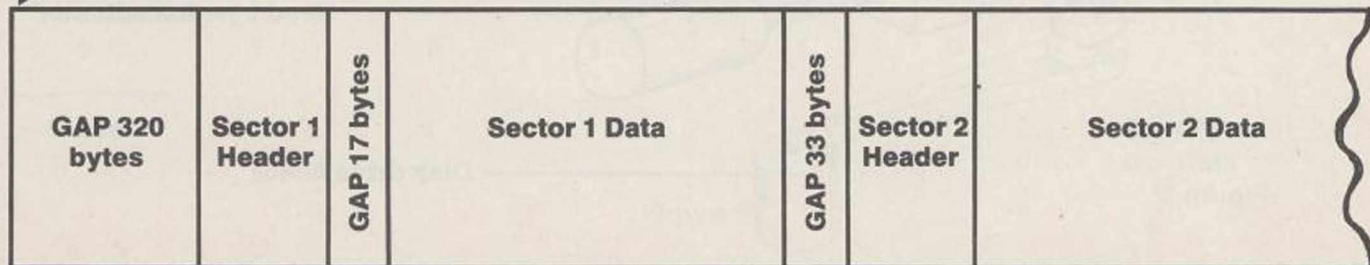 GAP 320
bytes
Sector 1
Header
GAP 17 bytes
Sector 1 Data
GAP 33 bytes
Sector 2
Header
Sector 2 Data